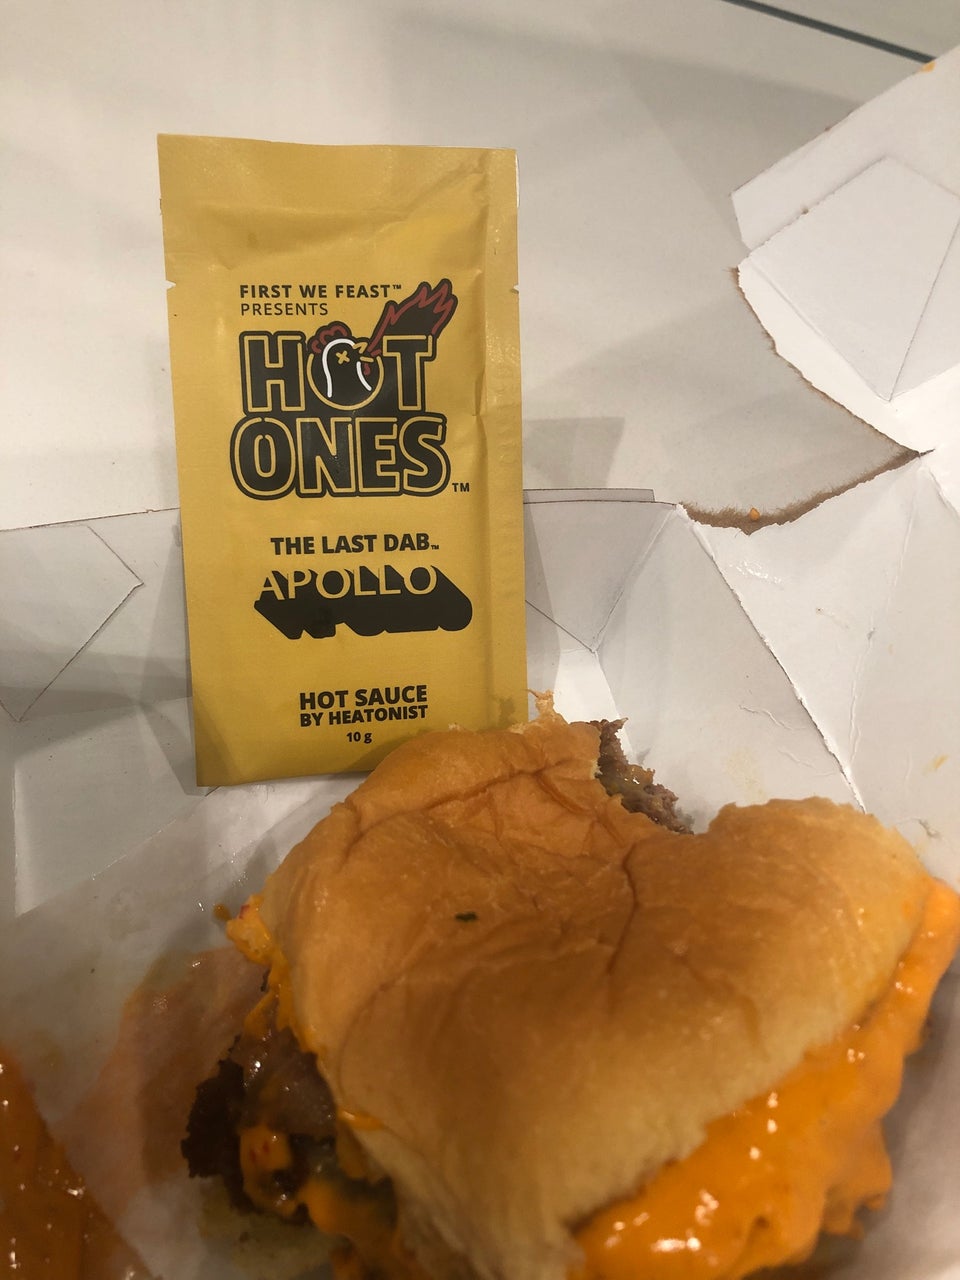 FIRST WE FEAST™
PRESENTS
HOT
ONES™
THE LAST DAB™
APOLLO
HOT SAUCE
BY HEATONIST
10 g